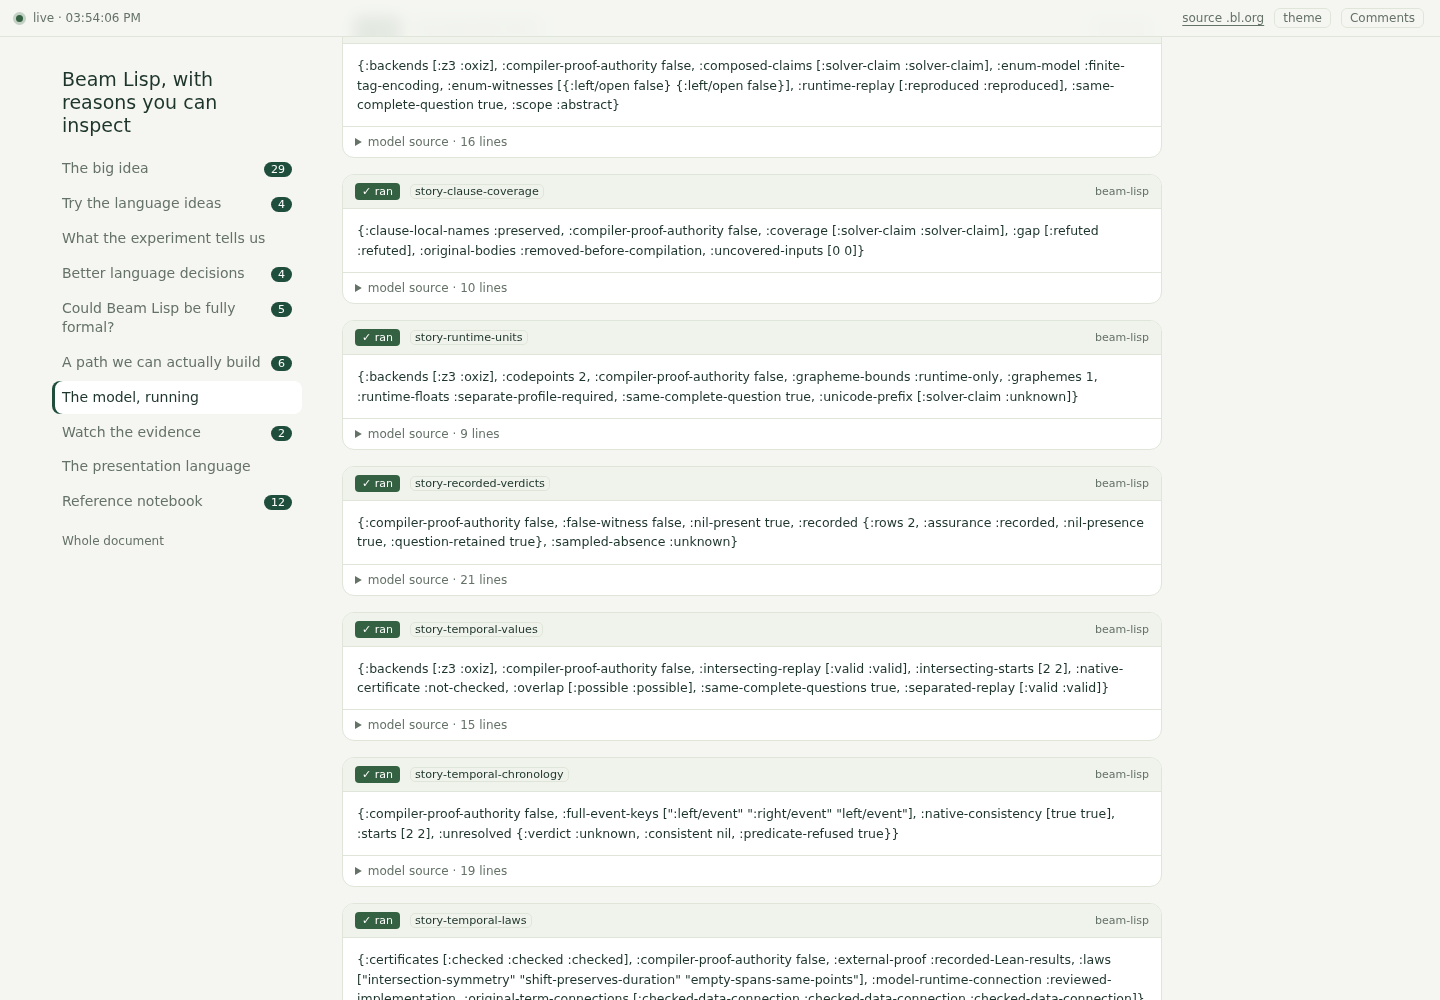 live · 03:54:06 PM
source .bl.org
theme
Comments
Beam Lisp, with
reasons you can
inspect
The big idea 29
Try the language ideas 4
What the experiment tells us
Better language decisions 4
Could Beam Lisp be fully
formal? 5
A path we can actually build 6
The model, running
Watch the evidence 2
The presentation language
Reference notebook 12
Whole document
{:backends [:z3 :oxiz], :compiler-proof-authority false, :composed-claims [:solver-claim :solver-claim], :enum-model :finite-
tag-encoding, :enum-witnesses [{:left/open false} {:left/open false}], :runtime-replay [:reproduced :reproduced], :same-
complete-question true, :scope :abstract}
▶ model source · 16 lines
✓ ran story-clause-coverage beam-lisp
{:clause-local-names :preserved, :compiler-proof-authority false, :coverage [:solver-claim :solver-claim], :gap [:refuted
:refuted], :original-bodies :removed-before-compilation, :uncovered-inputs [0 0]}
▶ model source · 10 lines
✓ ran story-runtime-units beam-lisp
{:backends [:z3 :oxiz], :codepoints 2, :compiler-proof-authority false, :grapheme-bounds :runtime-only, :graphemes 1,
:runtime-floats :separate-profile-required, :same-complete-question true, :unicode-prefix [:solver-claim :unknown]}
▶ model source · 9 lines
✓ ran story-recorded-verdicts beam-lisp
{:compiler-proof-authority false, :false-witness false, :nil-present true, :recorded {:rows 2, :assurance :recorded, :nil-presence
true, :question-retained true}, :sampled-absence :unknown}
▶ model source · 21 lines
✓ ran story-temporal-values beam-lisp
{:backends [:z3 :oxiz], :compiler-proof-authority false, :intersecting-replay [:valid :valid], :intersecting-starts [2 2], :native-
certificate :not-checked, :overlap [:possible :possible], :same-complete-questions true, :separated-replay [:valid :valid]}
▶ model source · 15 lines
✓ ran story-temporal-chronology beam-lisp
{:compiler-proof-authority false, :full-event-keys [":left/event" ":right/event" "left/event"], :native-consistency [true true],
:starts [2 2], :unresolved {:verdict :unknown, :consistent nil, :predicate-refused true}}
▶ model source · 19 lines
✓ ran story-temporal-laws beam-lisp
{:certificates [:checked :checked :checked], :compiler-proof-authority false, :external-proof :recorded-Lean-results, :laws
["intersection-symmetry" "shift-preserves-duration" "empty-spans-same-points"], :model-runtime-connection :reviewed-
implementation, :original-term-connections [:checked-data-connection :checked-data-connection :checked-data-connection]}